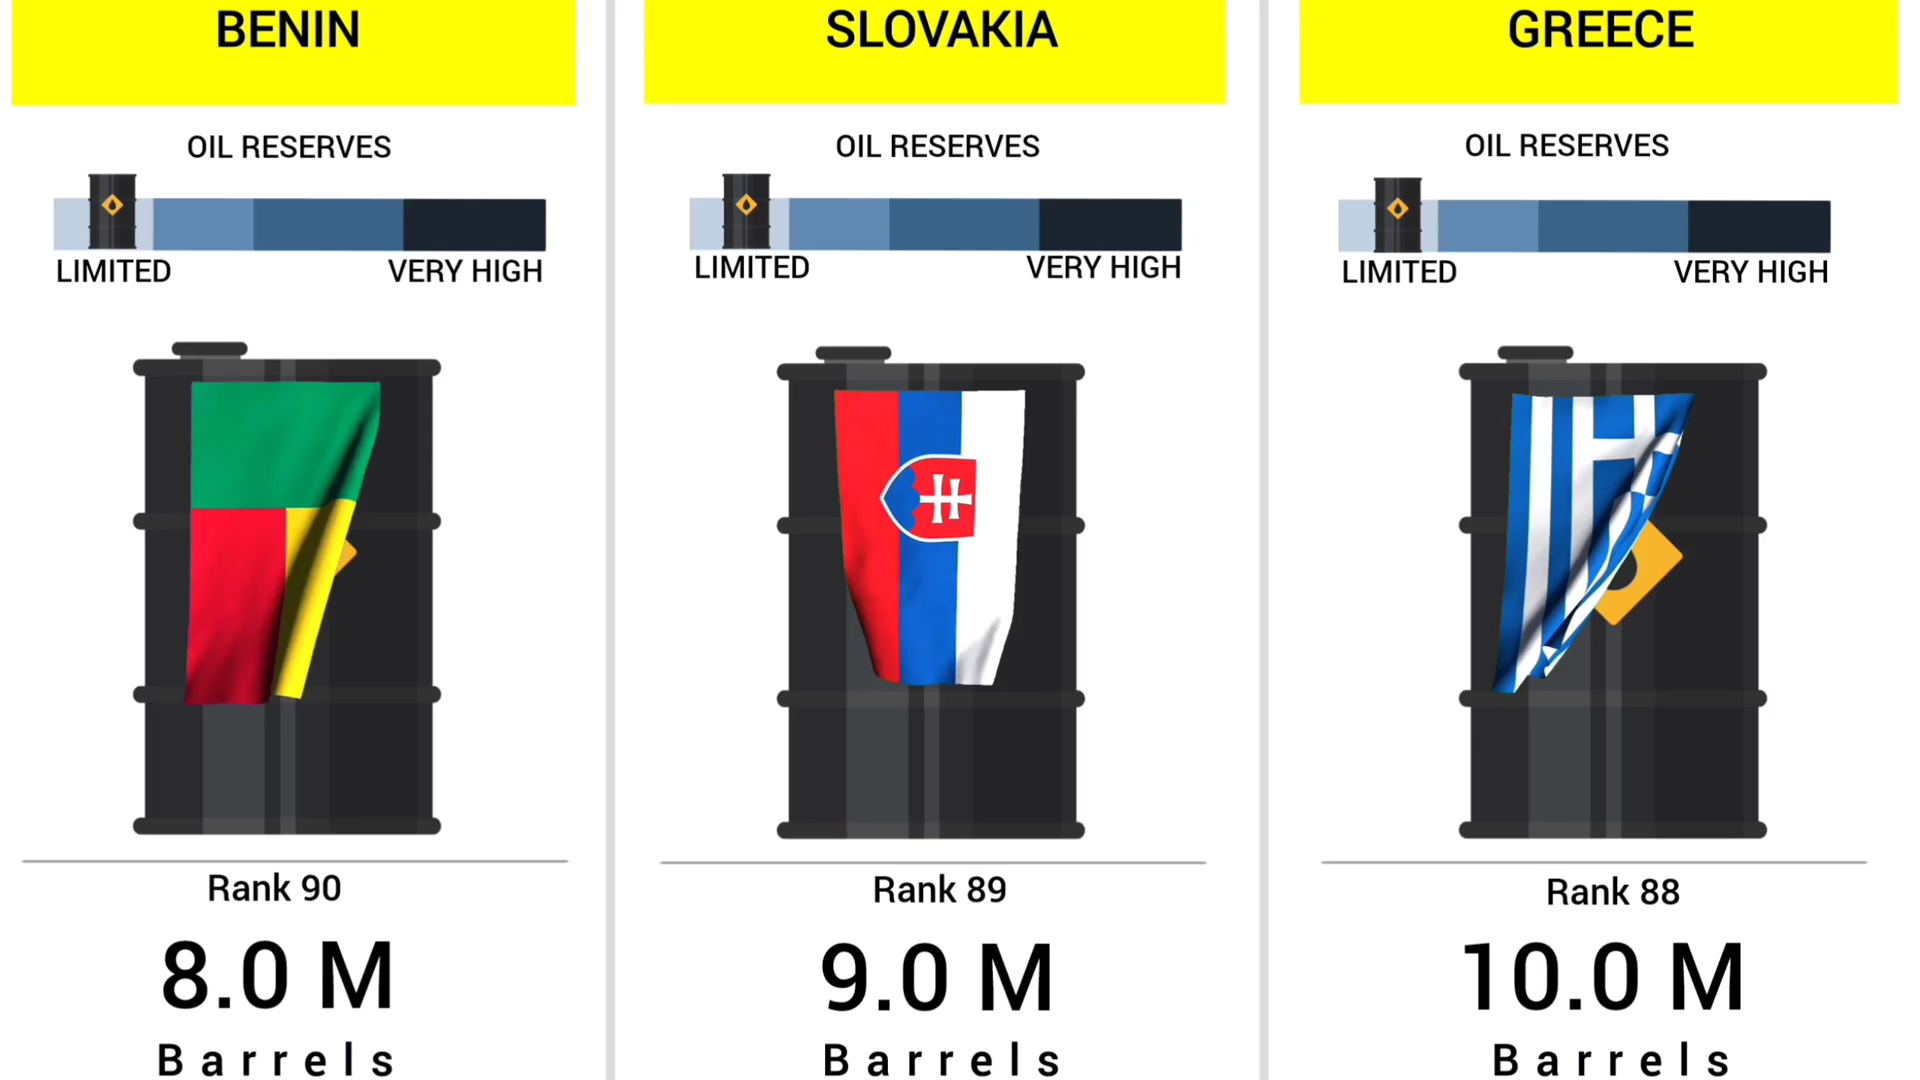 BENIN
OIL RESERVES
LIMITED VERY HIGH
Rank 90
8.0 M
Barrels
SLOVAKIA
OIL RESERVES
LIMITED VERY HIGH
Rank 89
9.0 M
Barrels
GREECE
OIL RESERVES
LIMITED VERY HIGH
Rank 88
10.0 M
Barrels